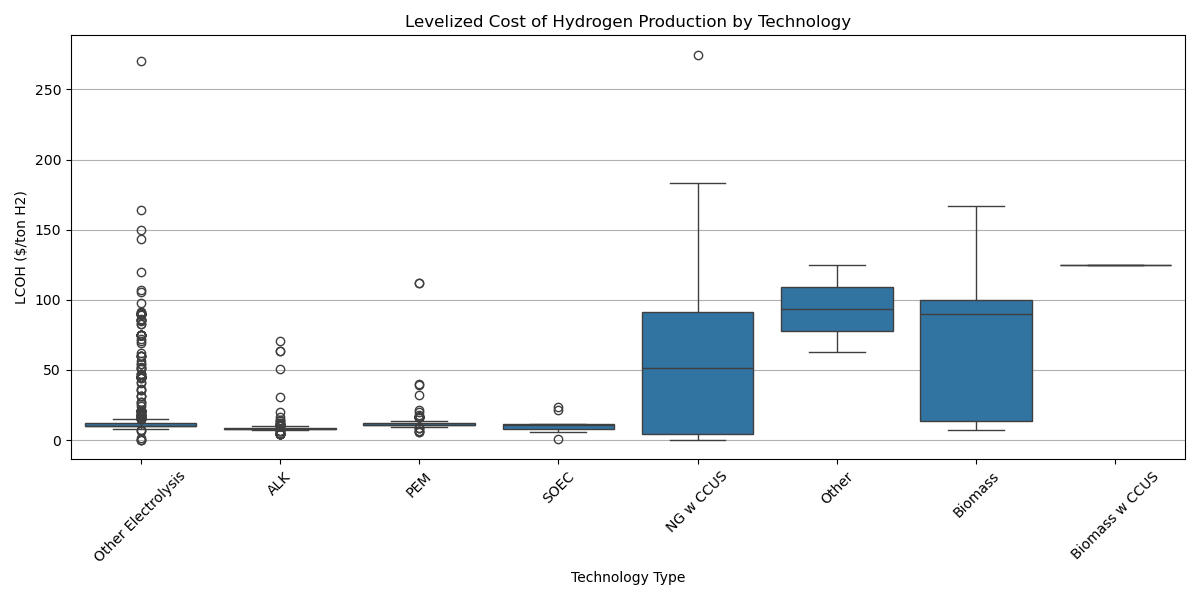 Levelized Cost of Hydrogen Production by Technology
LCOH ($/ton H2)
250
200
150
100
50
0
Other Electrolysis
ALK
PEM
SOEC
NG w CCUS
Other
Biomass
Biomass w CCUS
Technology Type